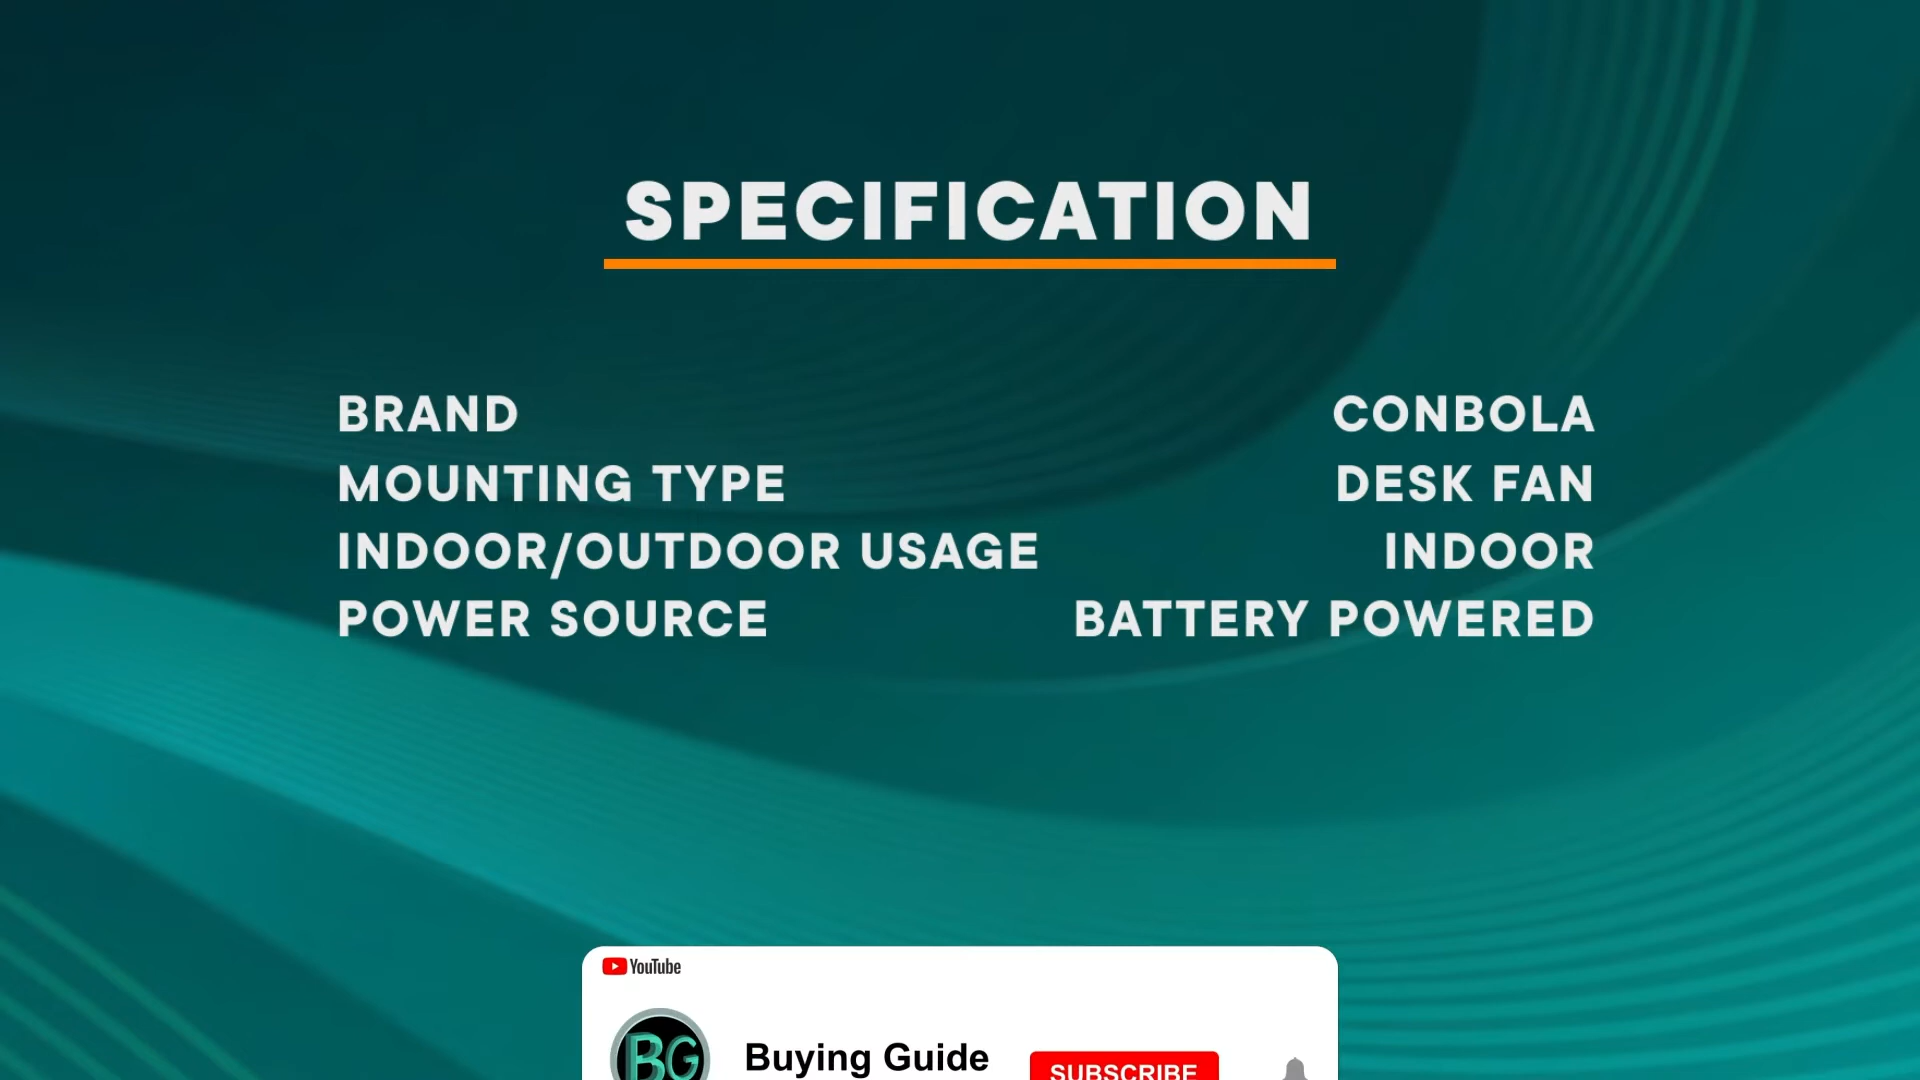 SPECIFICATION
BRAND CONBOLA
MOUNTING TYPE DESK FAN
INDOOR/OUTDOOR USAGE INDOOR
POWER SOURCE BATTERY POWERED
YouTube
BG Buying Guide SUBSCRIBE